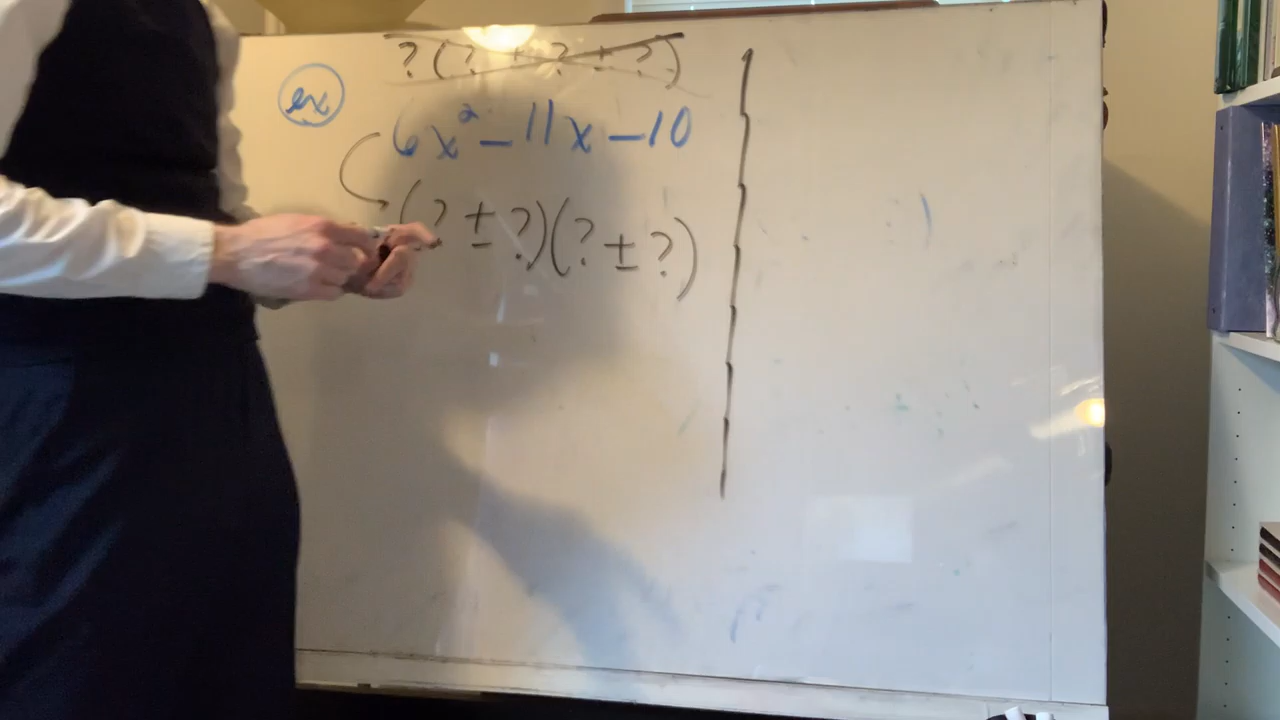 ? (? + ? + ?)
ex
6x² - 11x - 10
(? ± ?)(? ± ?)